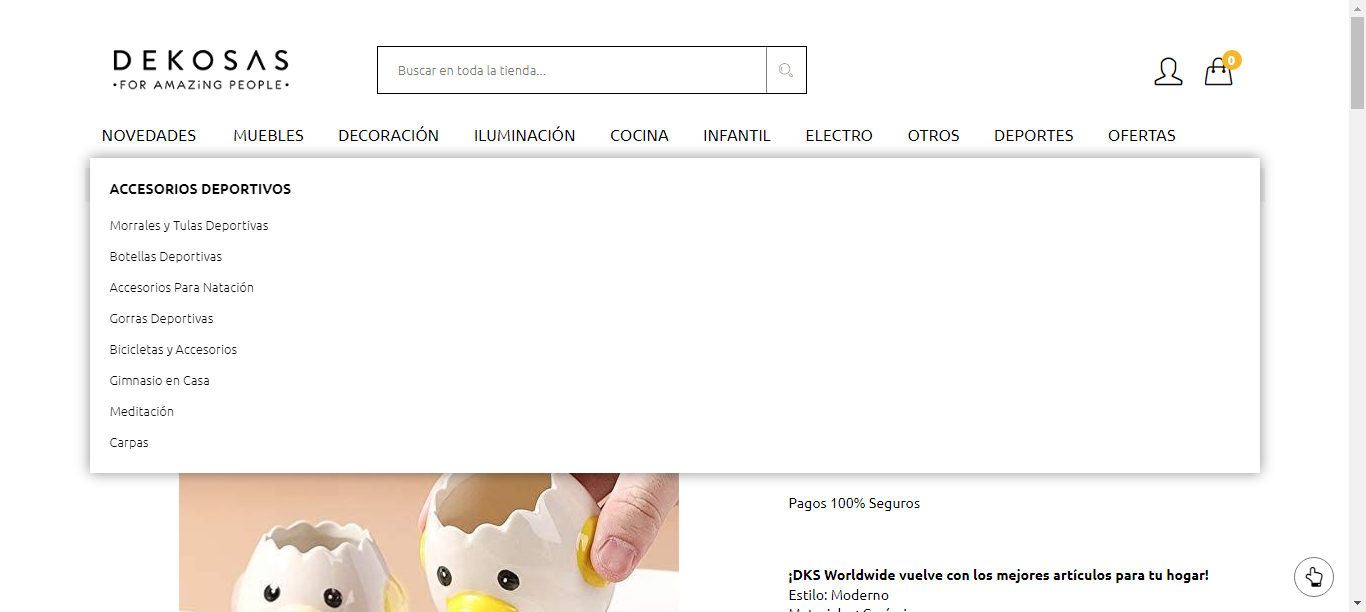 DEKOSAS
•FOR AMAZiNG PEOPLE•
Buscar en toda la tienda...
0
NOVEDADES MUEBLES DECORACIÓN ILUMINACIÓN COCINA INFANTIL ELECTRO OTROS DEPORTES OFERTAS
ACCESORIOS DEPORTIVOS
Morrales y Tulas Deportivas
Botellas Deportivas
Accesorios Para Natación
Gorras Deportivas
Bicicletas y Accesorios
Gimnasio en Casa
Meditación
Carpas
Pagos 100% Seguros
¡DKS Worldwide vuelve con los mejores artículos para tu hogar!
Estilo: Moderno